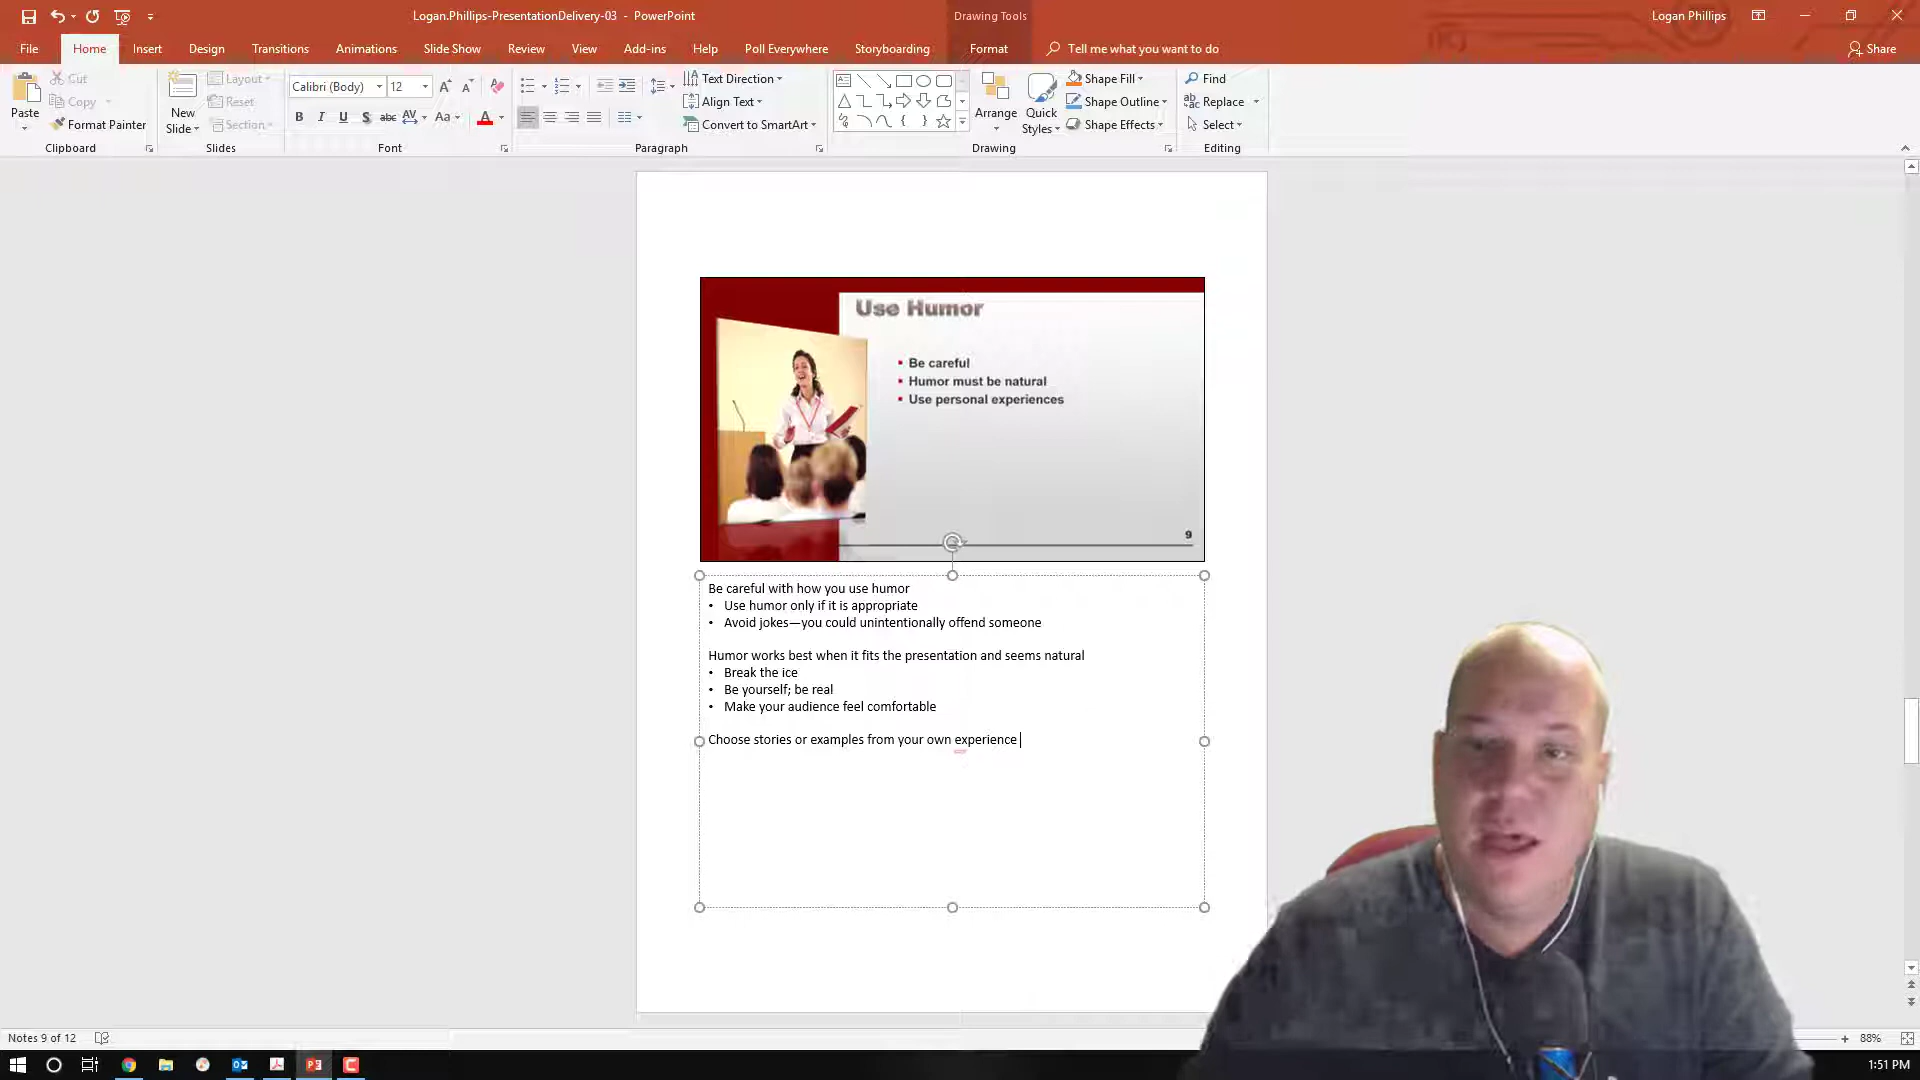 Logan.Phillips-PresentationDelivery-03 - PowerPoint
Drawing Tools
Logan Phillips
File
Home
Insert
Design
Transitions
Animations
Slide Show
Review
View
Add-ins
Help
Poll Everywhere
Storyboarding
Format
Tell me what you want to do
Share
Paste
Cut
Copy
Format Painter
Clipboard
New Slide
Layout
Reset
Section
Slides
Calibri (Body)
12
B I U S abc AV Aa A
Font
Text Direction
Align Text
Convert to SmartArt
Paragraph
Arrange
Quick Styles
Shape Fill
Shape Outline
Shape Effects
Drawing
Find
Replace
Select
Editing
Use Humor
Be careful
Humor must be natural
Use personal experiences
9
Be careful with how you use humor
• Use humor only if it is appropriate
• Avoid jokes—you could unintentionally offend someone
Humor works best when it fits the presentation and seems natural
• Break the ice
• Be yourself; be real
• Make your audience feel comfortable
Choose stories or examples from your own experience
Notes 9 of 12
88%
1:51 PM